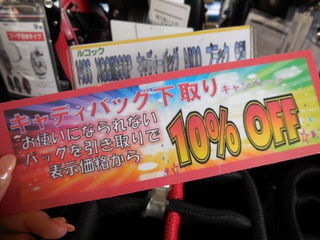 ルコック
キャディバッグ下取りキャンペーン
お使いになられない
バッグを引き取りで
表示価格から
10% OFF